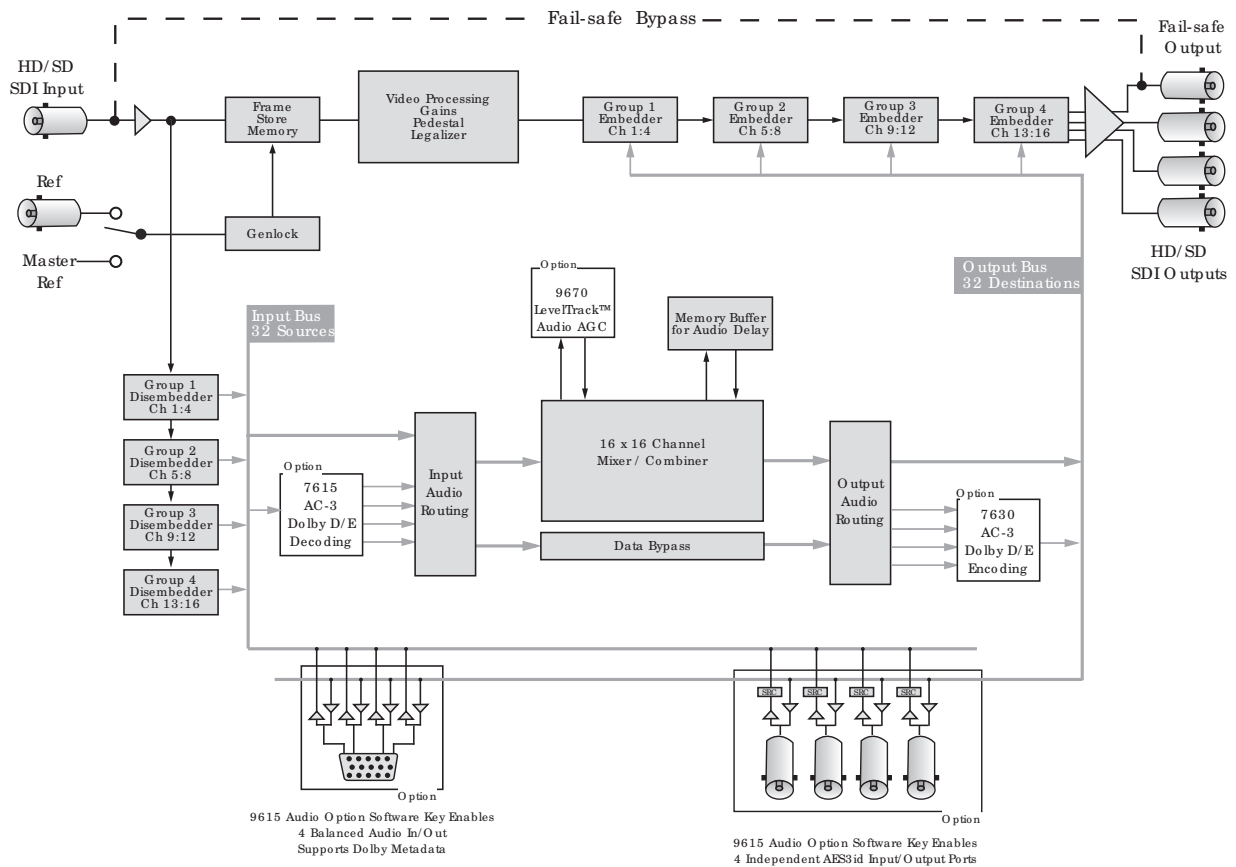 Fail-safe Bypass
Fail-safe
Output
HD/SD
SDI Input
Frame
Store
Memory
Video Processing
Gains
Pedestal
Legalizer
Group 1
Embedder
Ch 1:4
Group 2
Embedder
Ch 5:8
Group 3
Embedder
Ch 9:12
Group 4
Embedder
Ch 13:16
Ref
Genlock
Master
Ref
HD/SD
SDI Outputs
Output Bus
32 Destinations
Option
9670
LevelTrack™
Audio AGC
Memory Buffer
for Audio Delay
Input Bus
32 Sources
Group 1
Disembedder
Ch 1:4
Group 2
Disembedder
Ch 5:8
Group 3
Disembedder
Ch 9:12
Group 4
Disembedder
Ch 13:16
Option
7615
AC-3
Dolby D/E
Decoding
Input
Audio
Routing
16 x 16 Channel
Mixer/ Combiner
Data Bypass
Output
Audio
Routing
Option
7630
AC-3
Dolby D/E
Encoding
SRC
SRC
SRC
SRC
Option
9615 Audio Option Software Key Enables
4 Balanced Audio In/Out
Supports Dolby Metadata
Option
9615 Audio Option Software Key Enables
4 Independent AES3id Input/Output Ports